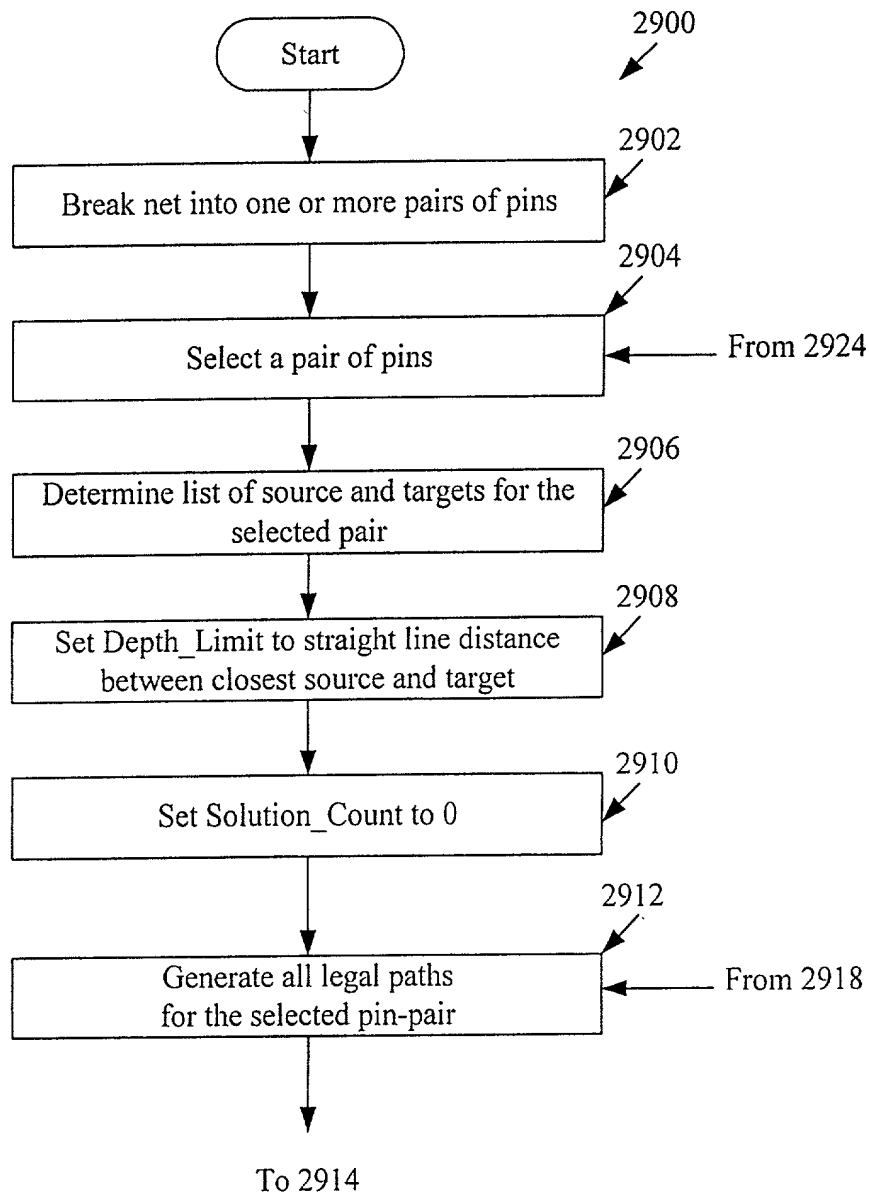 2900
Start
2902
Break net into one or more pairs of pins
2904
Select a pair of pins
From 2924
2906
Determine list of source and targets for the
selected pair
2908
Set Depth_Limit to straight line distance
between closest source and target
2910
Set Solution_Count to 0
2912
Generate all legal paths
for the selected pin-pair
From 2918
To 2914